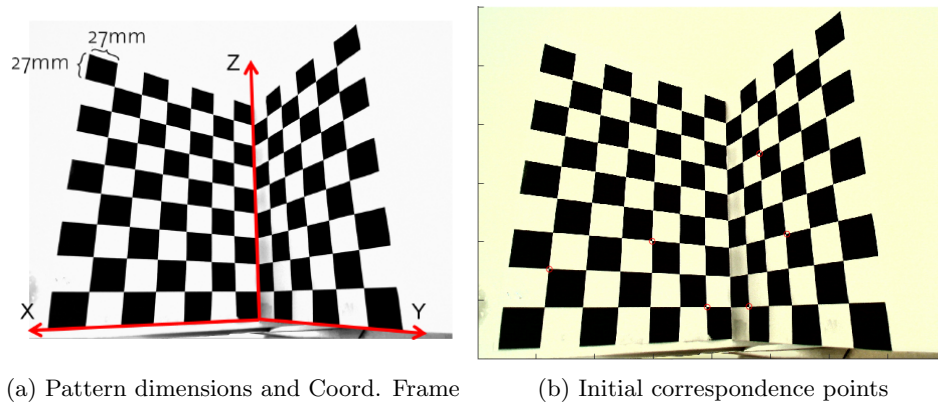 27mm
27mm
Z
X
Y
(a) Pattern dimensions and Coord. Frame
(b) Initial correspondence points